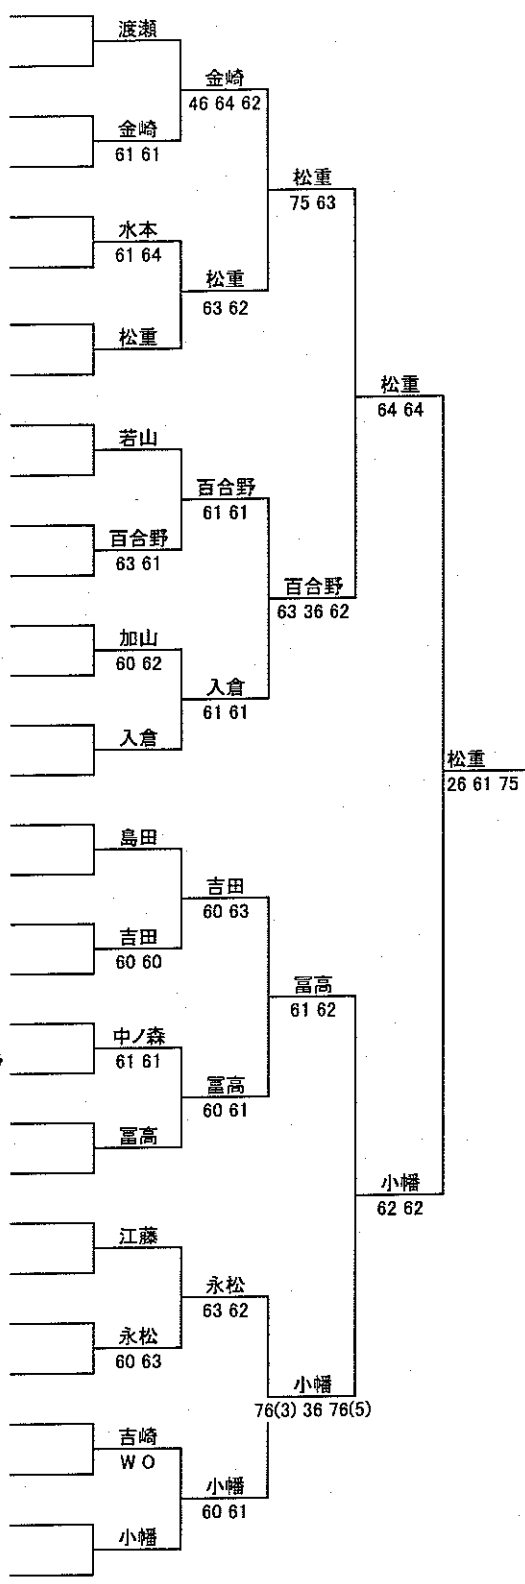 渡瀬
金崎
46 64 62
金崎
61 61
松重
75 63
水本
61 64
松重
63 62
松重
松重
64 64
若山
百合野
61 61
百合野
63 61
百合野
63 36 62
加山
60 62
入倉
61 61
入倉
松重
26 61 75
島田
吉田
60 63
吉田
60 60
冨高
61 62
中ノ森
61 61
冨高
60 61
冨高
小幡
62 62
江藤
永松
63 62
永松
60 63
小幡
76(3) 36 76(5)
吉崎
W O
小幡
60 61
小幡